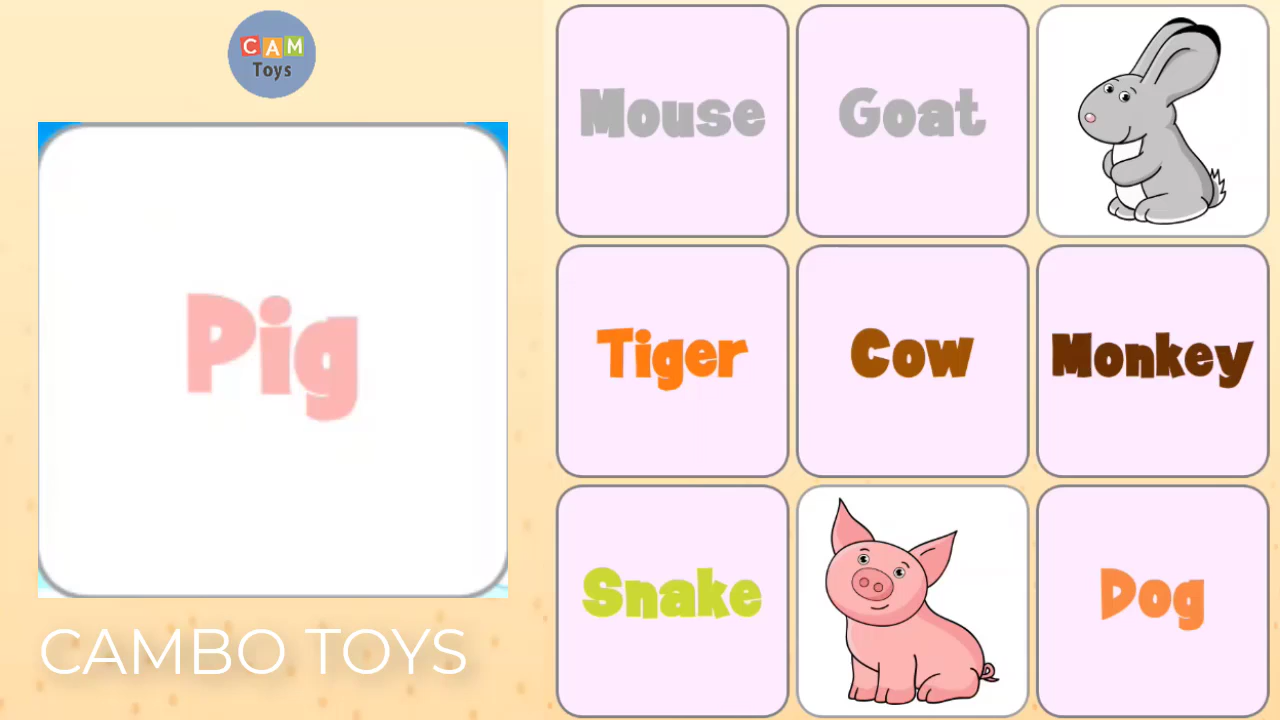 CAM
Toys
Pig
CAMBO TOYS
Mouse
Goat
Tiger
Cow
Monkey
Snake
Dog